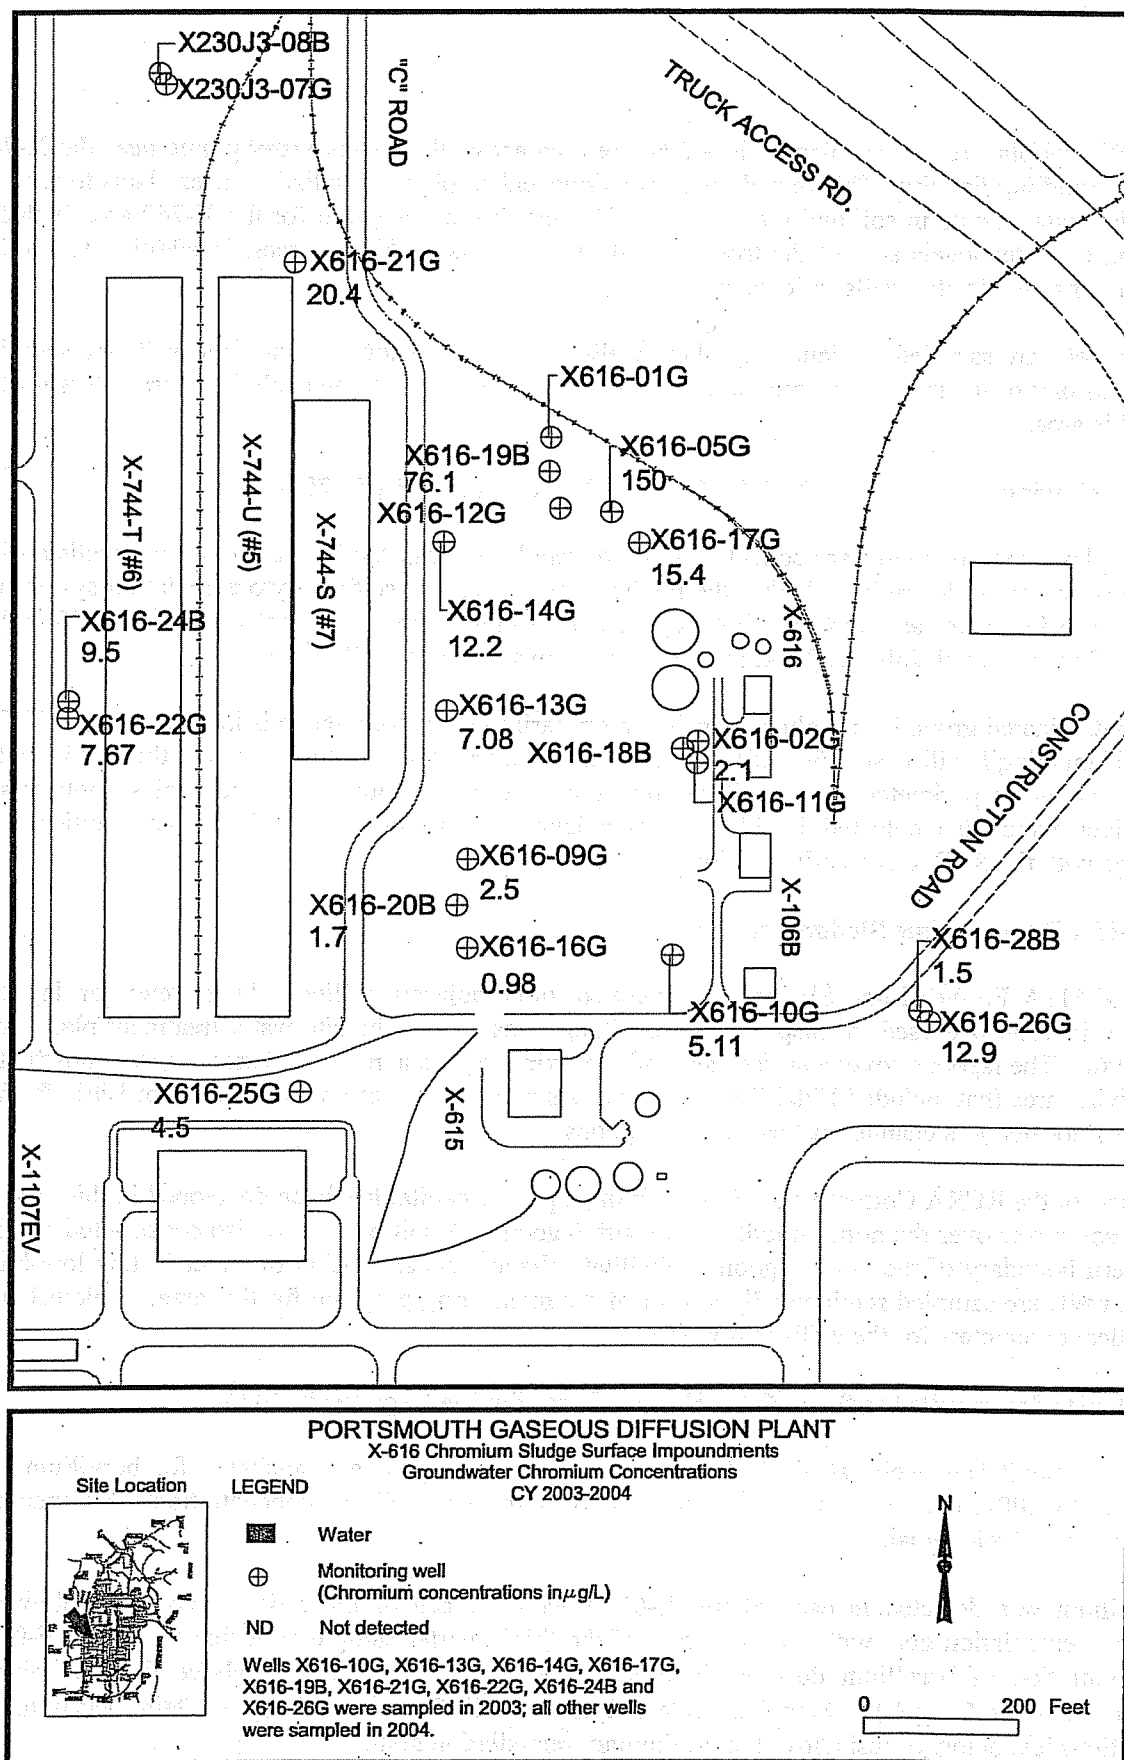 X230J3-08B
X230J3-07G
"C" ROAD
TRUCK ACCESS RD.
X616-21G
20.4
X616-01G
X616-19B
76.1
X616-05G
150
X616-12G
X616-17G
15.4
X-744-T (#6)
X-744-U (#5)
X-744-S (#7)
X616-14G
12.2
X-616
X616-24B
9.5
X616-22G
7.67
X616-13G
7.08
X616-18B
X616-02G
2.1
X616-11G
CONSTRUCTION ROAD
X616-09G
2.5
X616-20B
1.7
X616-16G
0.98
X-106B
X616-28B
1.5
X616-10G
5.11
X616-26G
12.9
X616-25G
4.5
X-615
X-1107EV
PORTSMOUTH GASEOUS DIFFUSION PLANT
X-616 Chromium Sludge Surface Impoundments
Groundwater Chromium Concentrations
CY 2003-2004
Site Location
LEGEND
Water
Monitoring well
(Chromium concentrations in µg/L)
ND Not detected
Wells X616-10G, X616-13G, X616-14G, X616-17G,
X616-19B, X616-21G, X616-22G, X616-24B and
X616-26G were sampled in 2003; all other wells
were sampled in 2004.
N
0 200 Feet